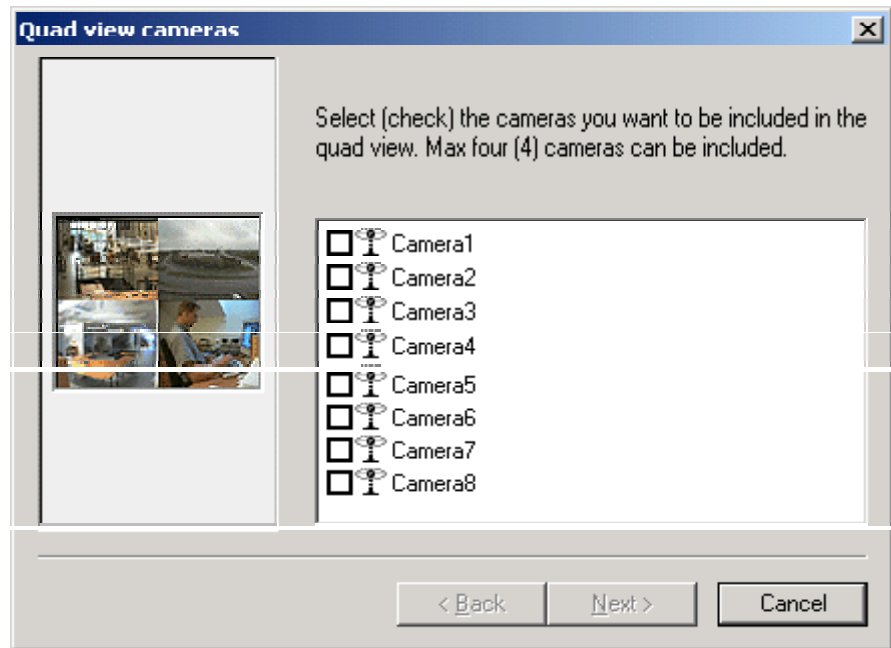 Quad view cameras
Select (check) the cameras you want to be included in the
quad view. Max four (4) cameras can be included.
Camera1
Camera2
Camera3
Camera4
Camera5
Camera6
Camera7
Camera8
< Back
Next >
Cancel